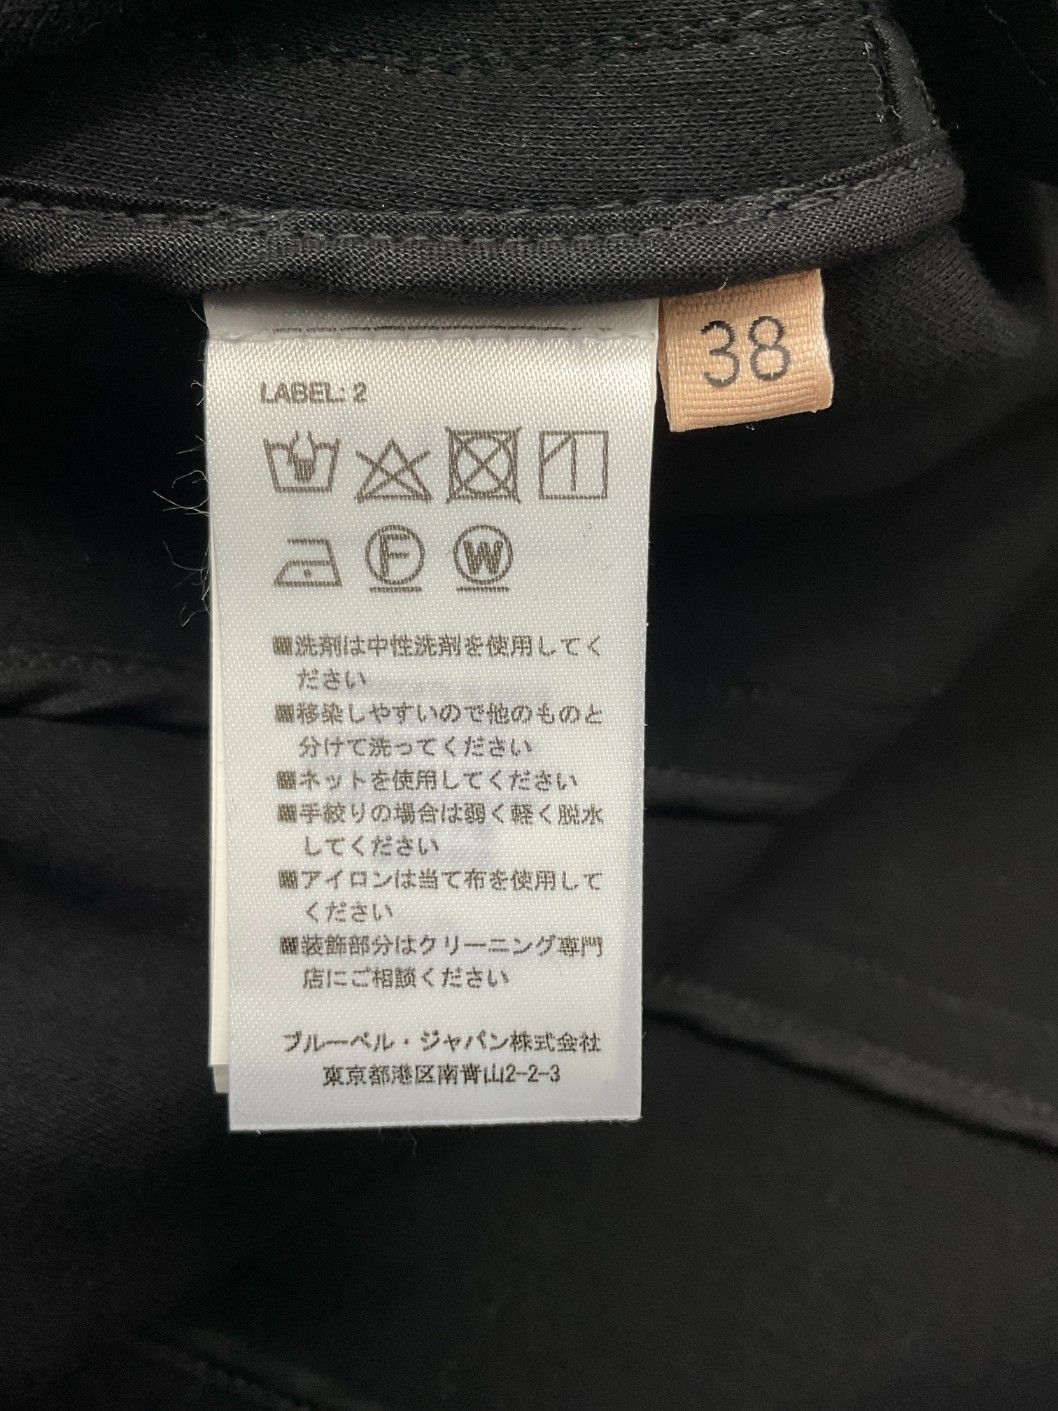 38
LABEL: 2
F W
洗剤は中性洗剤を使用してく
ださい
移染しやすいので他のものと
分けて洗ってください
ネットを使用してください
手絞りの場合は弱く軽く脱水
してください
アイロンは当て布を使用して
ください
装飾部分はクリーニング専門
店にご相談ください
ブルーベル・ジャパン株式会社
東京都港区南青山2-2-3